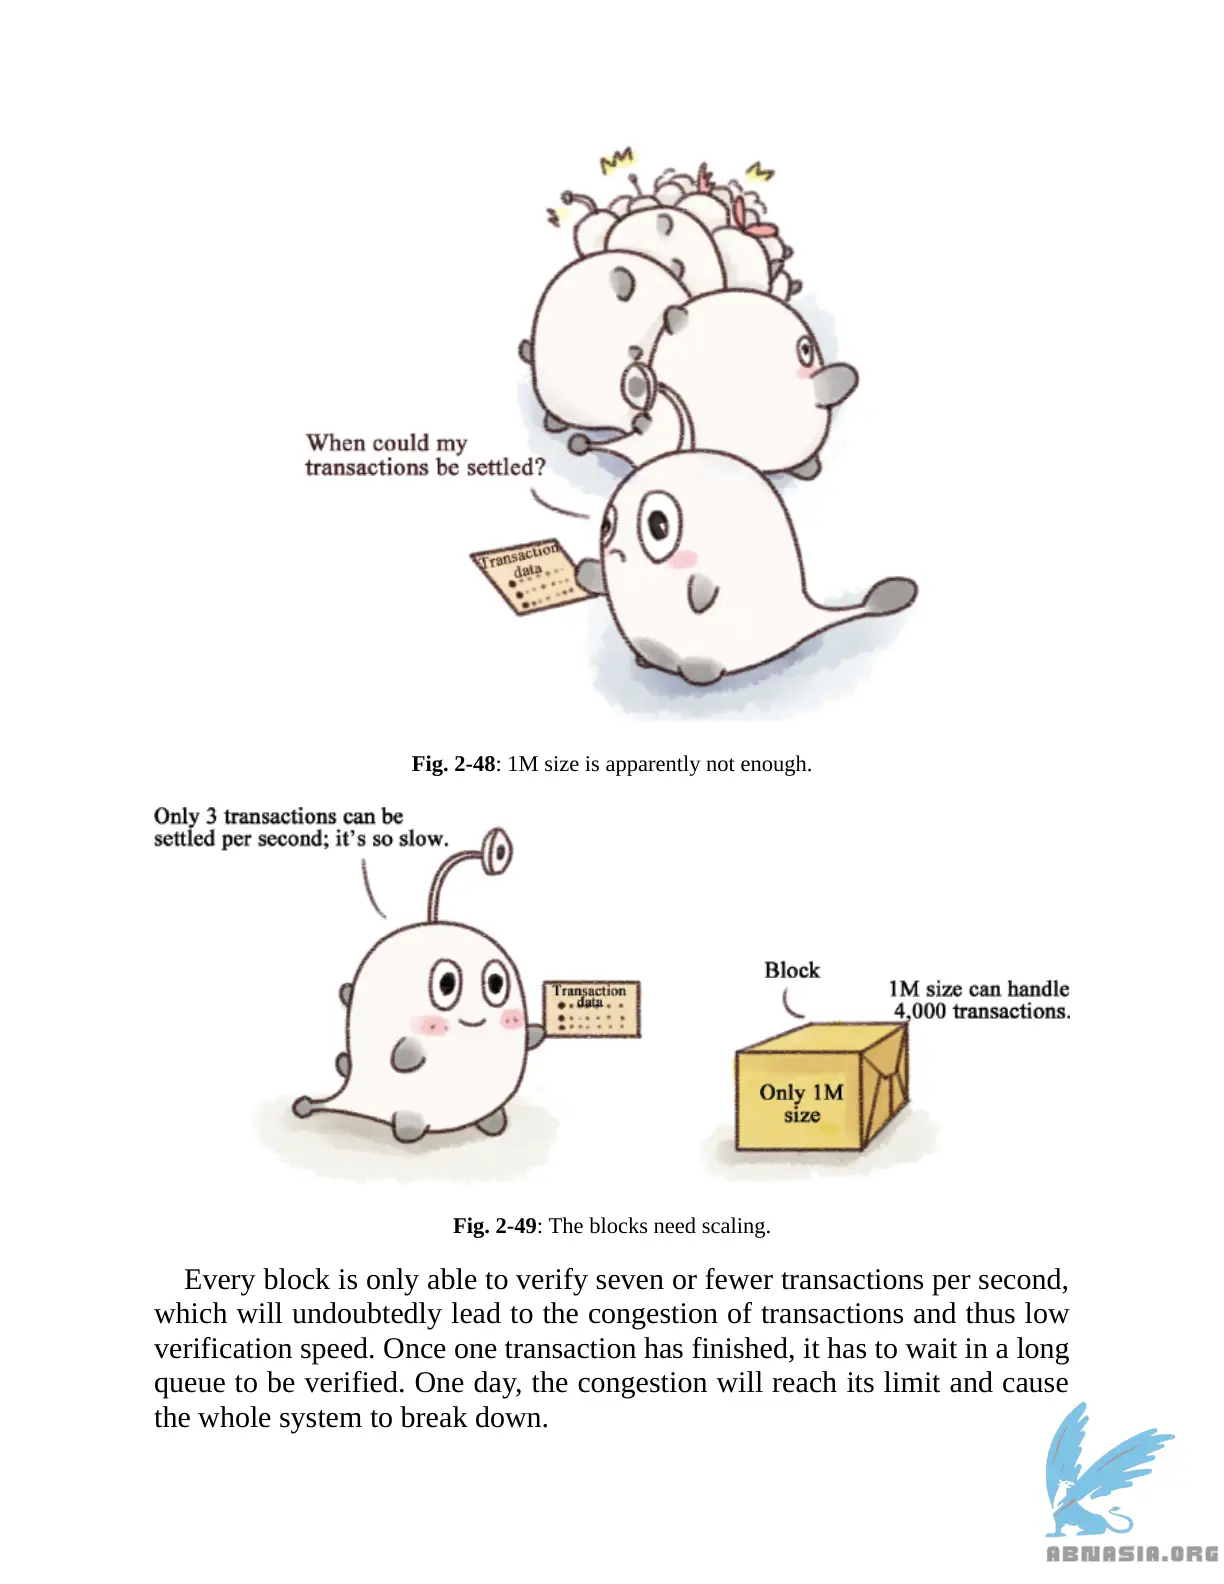 When could my
transactions be settled?
Transaction
data
Fig. 2-48: 1M size is apparently not enough.
Only 3 transactions can be
settled per second; it's so slow.
Transaction
data
Block
1M size can handle
4,000 transactions.
Only 1M
size
Fig. 2-49: The blocks need scaling.
Every block is only able to verify seven or fewer transactions per second,
which will undoubtedly lead to the congestion of transactions and thus low
verification speed. Once one transaction has finished, it has to wait in a long
queue to be verified. One day, the congestion will reach its limit and cause
the whole system to break down.
ABNASIA.ORG